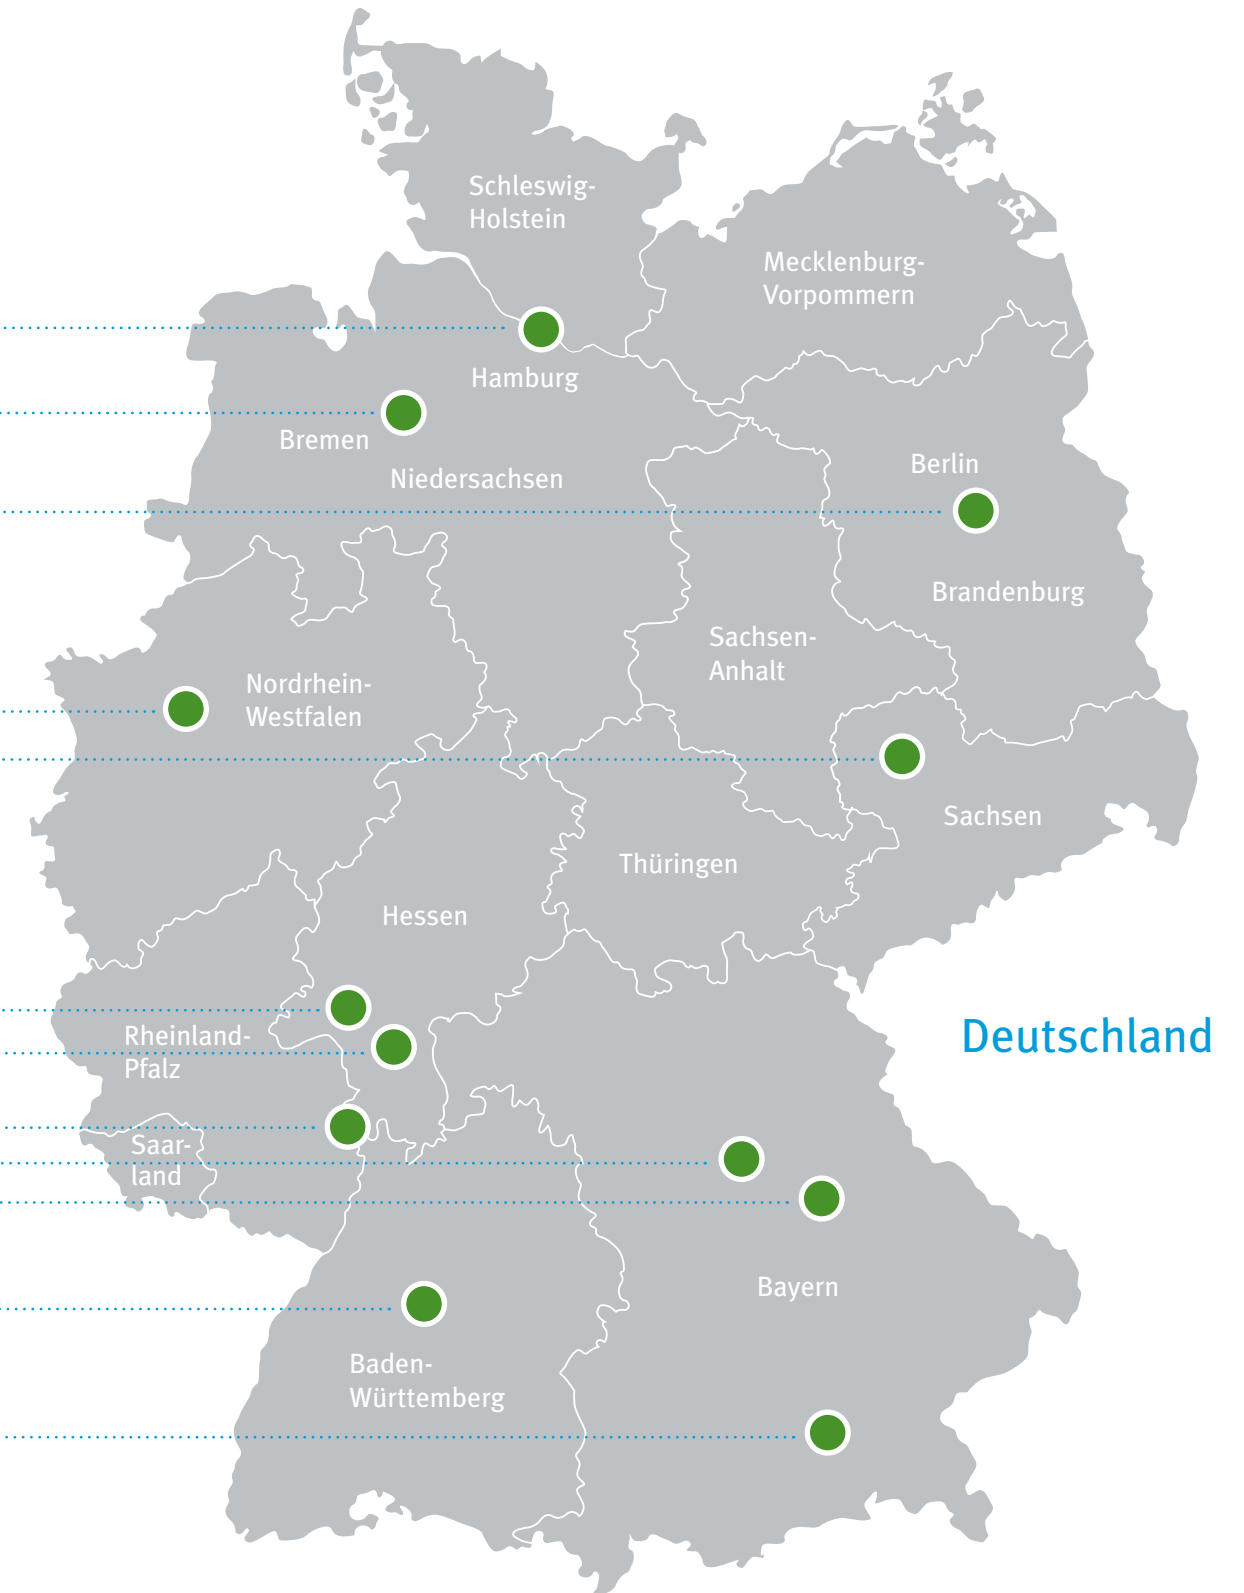 Schleswig-
Holstein
Mecklenburg-
Vorpommern
Hamburg
Bremen
Niedersachsen
Berlin
Brandenburg
Sachsen-
Anhalt
Nordrhein-
Westfalen
Sachsen
Thüringen
Hessen
Rheinland-
Pfalz
Deutschland
Saar-
land
Bayern
Baden-
Württemberg